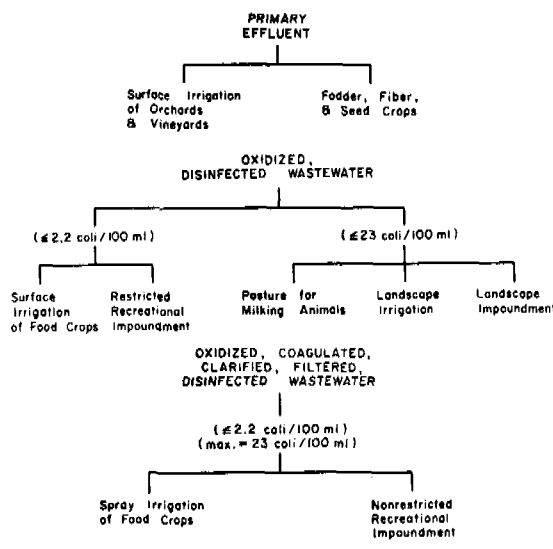 PRIMARY
EFFLUENT
Surface Irrigation
of Orchards
& Vineyards
Fodder, Fiber,
& Seed Crops
OXIDIZED,
DISINFECTED WASTEWATER
(≤2.2 coli/100 ml)
(≤23 coli/100 ml)
Surface
Irrigation
of Food Crops
Restricted
Recreational
Impoundment
Pasture for
Milking Animals
Landscape
Irrigation
Landscape
Impoundment
OXIDIZED, COAGULATED,
CLARIFIED, FILTERED,
DISINFECTED WASTEWATER
(≤2.2 coli/100 ml)
(max.= 23 coli/100 ml)
Spray Irrigation
of Food Crops
Nonrestricted
Recreational
Impoundment